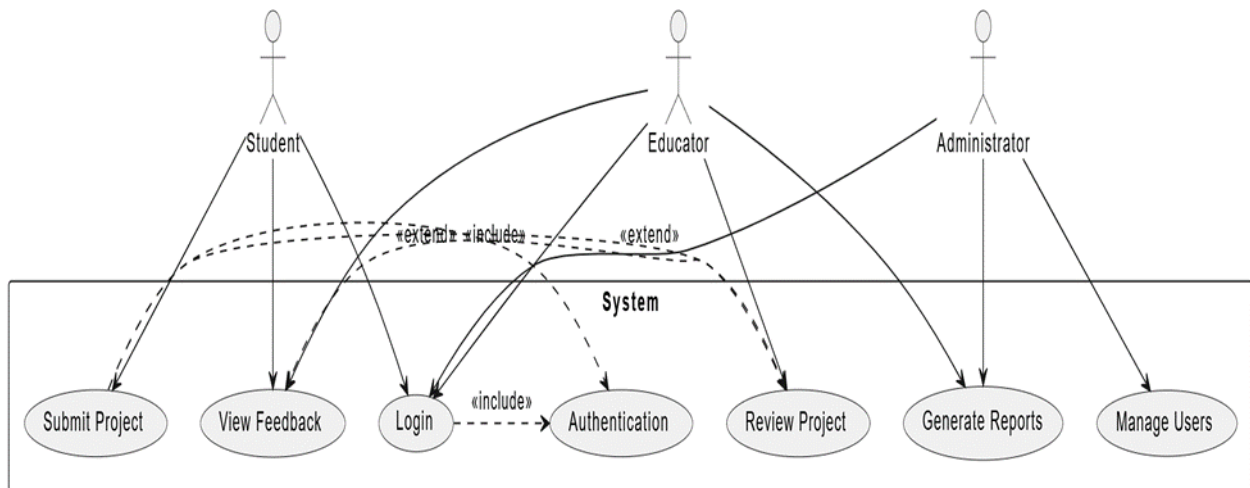 Student
Educator
Administrator
«extend»
«include»
«extend»
System
«include»
Submit Project
View Feedback
Login
Authentication
Review Project
Generate Reports
Manage Users